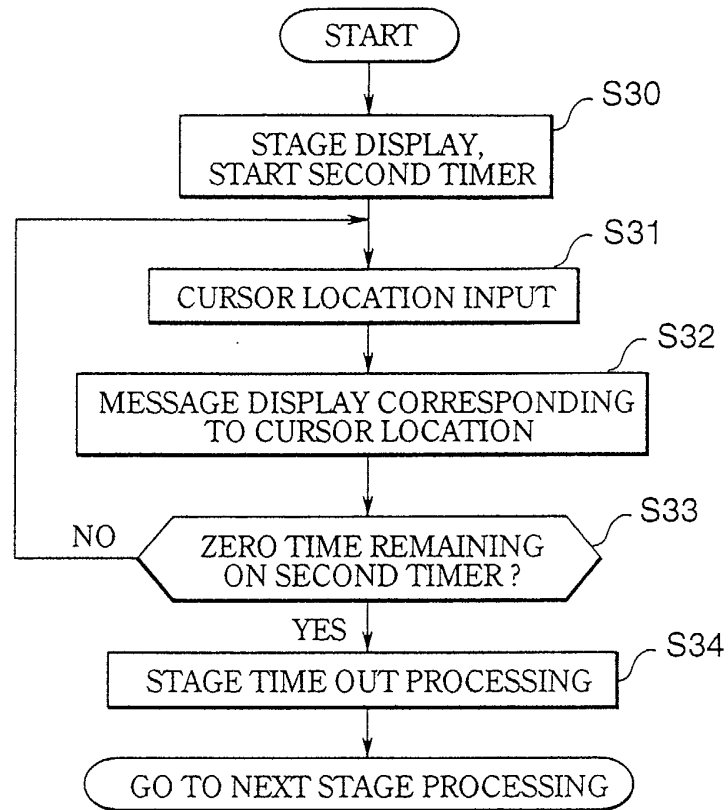 START
S30
STAGE DISPLAY,
START SECOND TIMER
S31
CURSOR LOCATION INPUT
S32
MESSAGE DISPLAY CORRESPONDING
TO CURSOR LOCATION
S33
NO
ZERO TIME REMAINING
ON SECOND TIMER ?
YES
S34
STAGE TIME OUT PROCESSING
GO TO NEXT STAGE PROCESSING